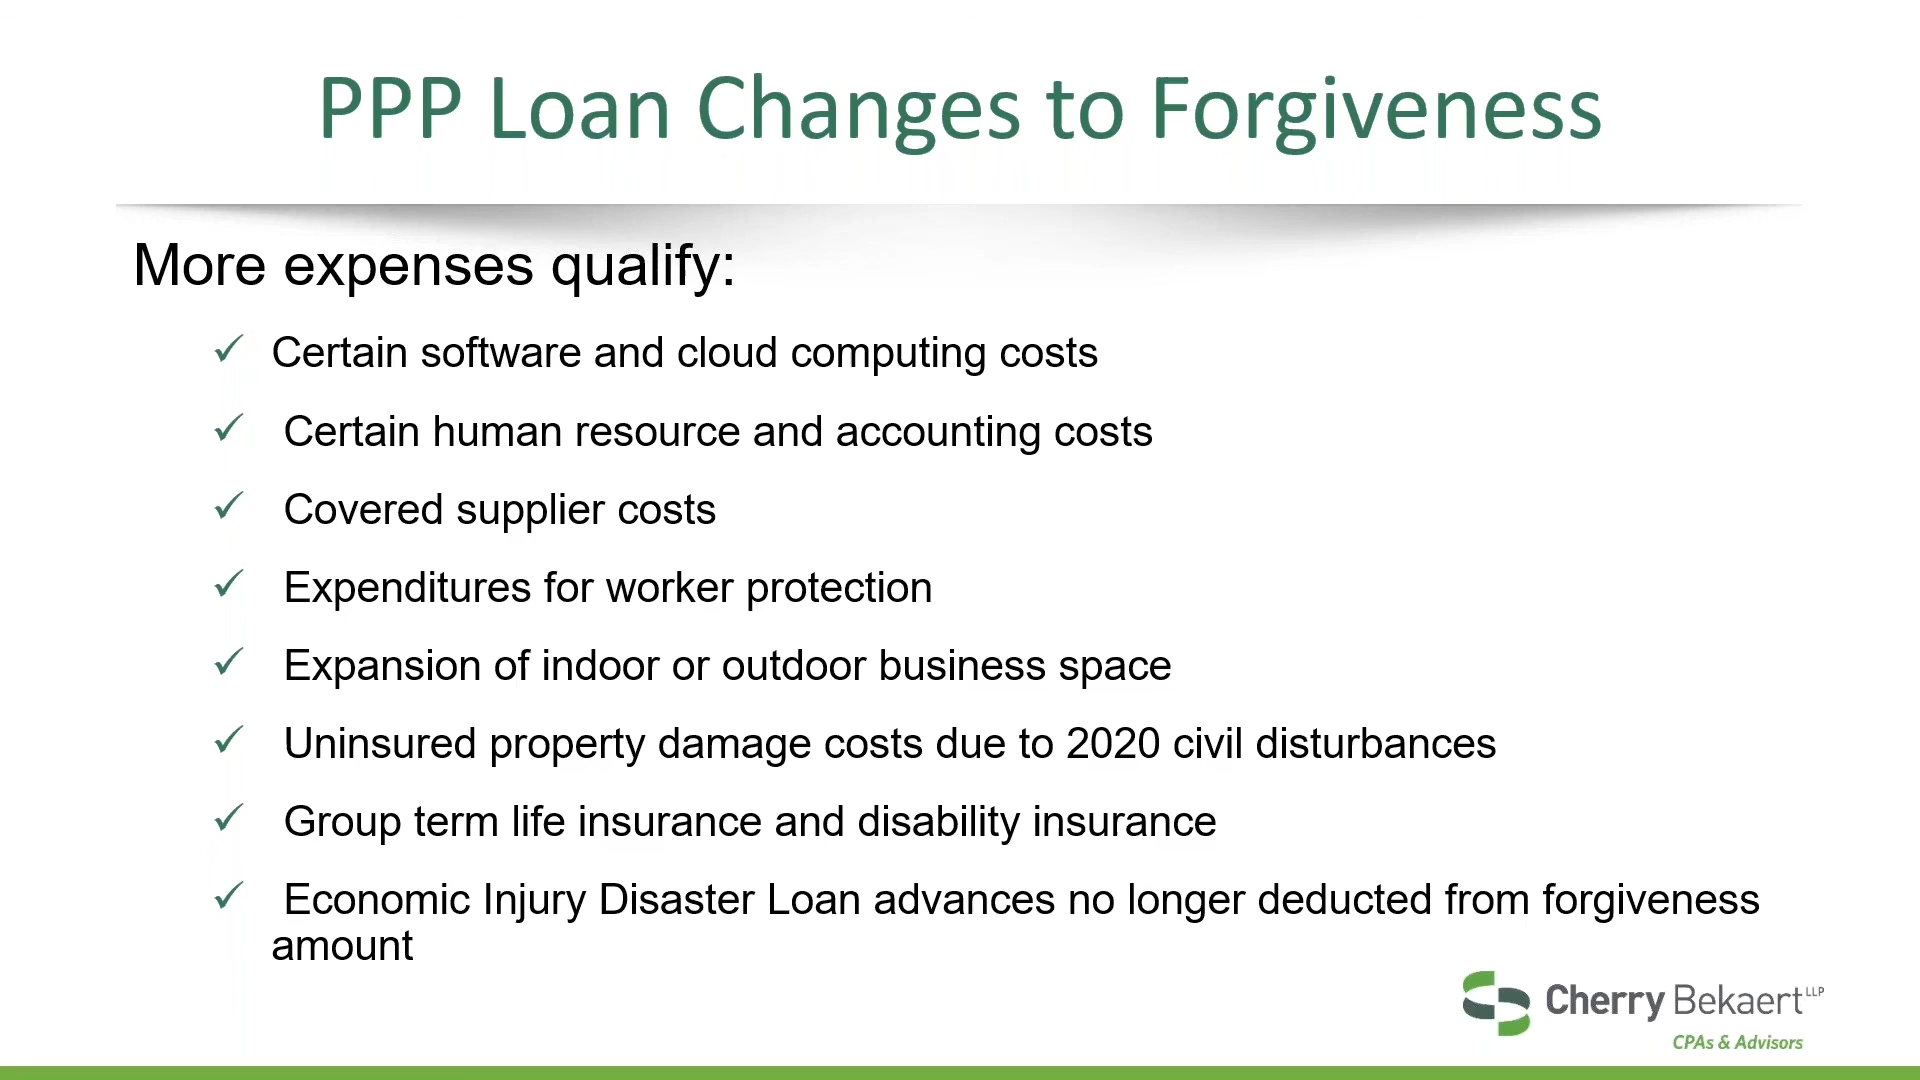 PPP Loan Changes to Forgiveness
More expenses qualify:
✓ Certain software and cloud computing costs
✓ Certain human resource and accounting costs
✓ Covered supplier costs
✓ Expenditures for worker protection
✓ Expansion of indoor or outdoor business space
✓ Uninsured property damage costs due to 2020 civil disturbances
✓ Group term life insurance and disability insurance
✓ Economic Injury Disaster Loan advances no longer deducted from forgiveness
amount
Cherry Bekaert LLP
CPAs & Advisors